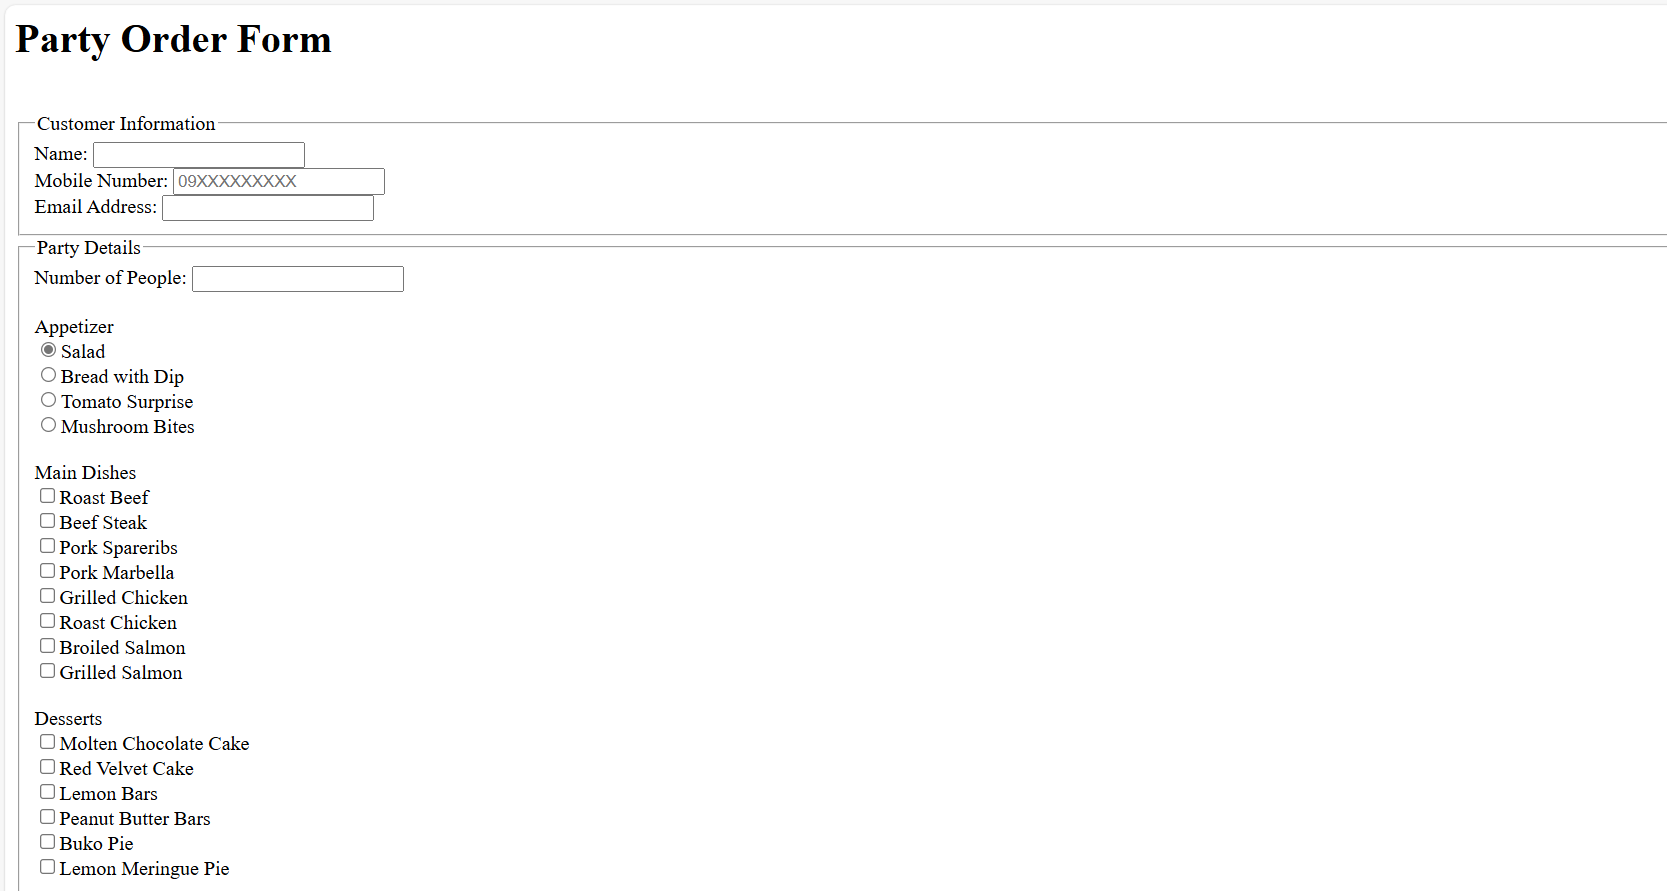 Party Order Form
Customer Information
Name:
Mobile Number: 09XXXXXXXXX
Email Address:
Party Details
Number of People:
Appetizer
Salad
Bread with Dip
Tomato Surprise
Mushroom Bites
Main Dishes
Roast Beef
Beef Steak
Pork Spareribs
Pork Marbella
Grilled Chicken
Roast Chicken
Broiled Salmon
Grilled Salmon
Desserts
Molten Chocolate Cake
Red Velvet Cake
Lemon Bars
Peanut Butter Bars
Buko Pie
Lemon Meringue Pie